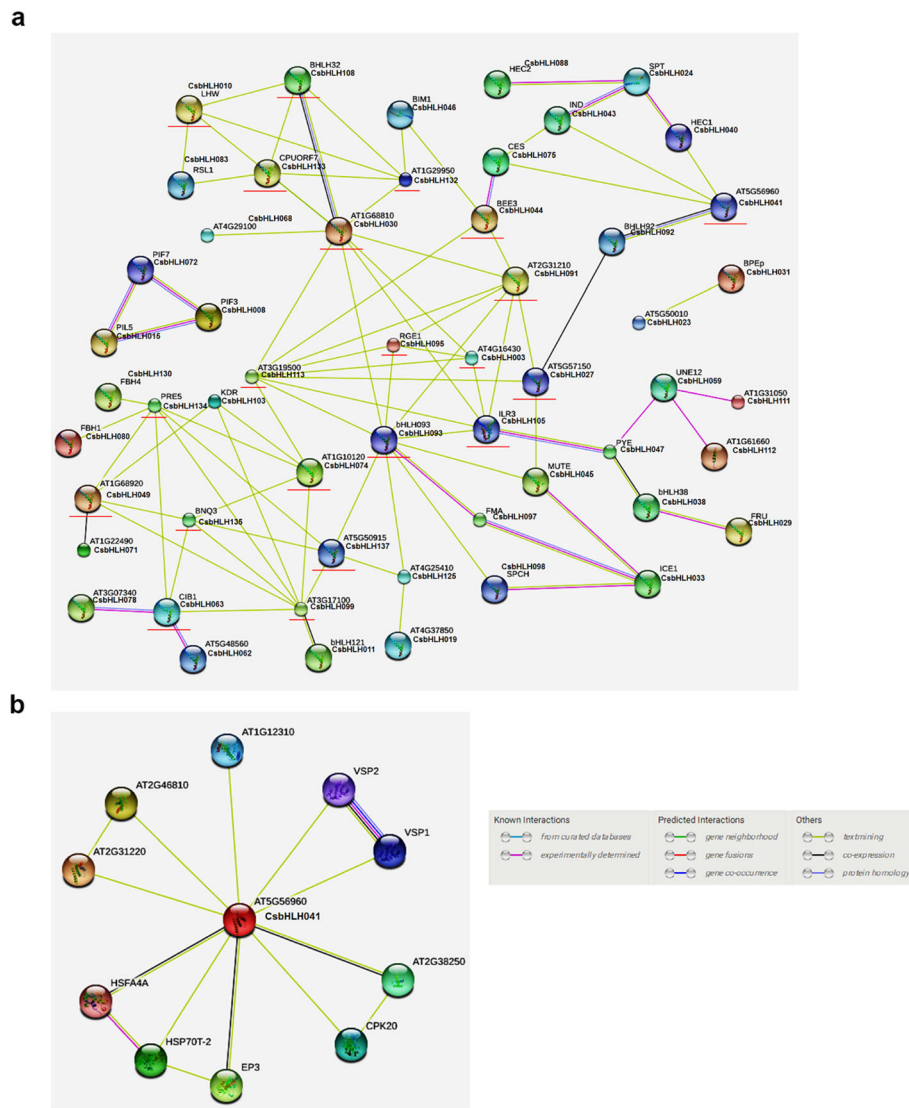 a
BHLH32
CsbHLH108
CsbHLH010
LHW
BIM1
CsbHLH046
CsbHLH088
HEC2
SPT
CsbHLH024
IND
CsbHLH043
HEC1
CsbHLH040
CsbHLH083
RSL1
CPUORF7
CsbHLH133
AT1G29950
CsbHLH132
CES
CsbHLH075
BEE3
CsbHLH044
AT5G56960
CsbHLH041
CsbHLH068
AT4G29100
AT1G68810
CsbHLH030
BHLH92
CsbHLH092
PIF7
CsbHLH072
AT2G31210
CsbHLH091
BPEp
CsbHLH031
PIF3
CsbHLH008
PIL5
CsbHLH016
AT5G50010
CsbHLH023
RGE1
CsbHLH095
AT4G16430
CsbHLH003
AT3G19500
CsbHLH113
AT5G57150
CsbHLH027
CsbHLH130
FBH4
UNE12
CsbHLH059
AT1G31050
CsbHLH111
PRE5
CsbHLH134
KDR
CsbHLH103
FBH1
CsbHLH080
bHLH093
CsbHLH093
ILR3
CsbHLH105
PYE
CsbHLH047
AT1G61660
CsbHLH112
AT1G10120
CsbHLH074
MUTE
CsbHLH045
AT1G68920
CsbHLH049
bHLH38
CsbHLH038
BNQ3
CsbHLH135
FMA
CsbHLH097
FRU
CsbHLH029
AT1G22490
CsbHLH071
AT5G50915
CsbHLH137
AT4G25410
CsbHLH125
CsbHLH098
SPCH
ICE1
CsbHLH033
AT3G07340
CsbHLH078
CIB1
CsbHLH063
AT3G17100
CsbHLH099
AT5G48560
CsbHLH062
bHLH121
CsbHLH011
AT4G37850
CsbHLH019
b
AT1G12310
VSP2
AT2G46810
VSP1
AT2G31220
AT5G56960
CsbHLH041
AT2G38250
HSFA4A
CPK20
HSP70T-2
EP3
Known Interactions
from curated databases
experimentally determined
Predicted Interactions
gene neighborhood
gene fusions
gene co-occurrence
Others
textmining
co-expression
protein homology